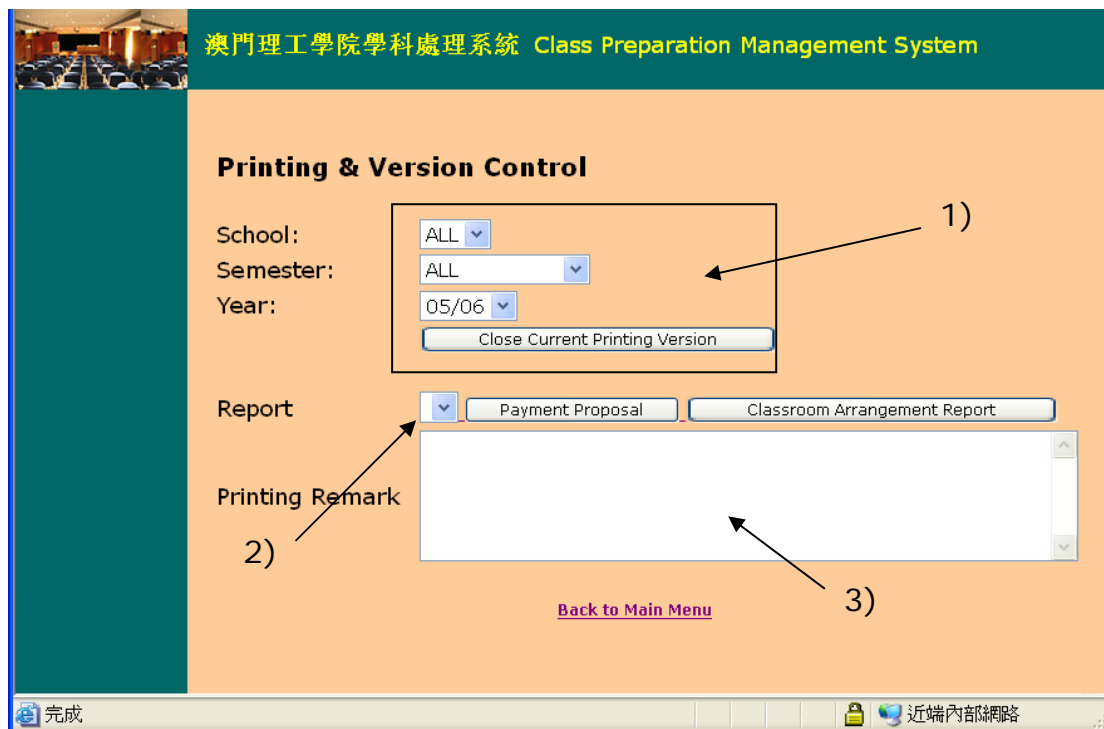 澳門理工學院學科處理系統 Class Preparation Management System
Printing & Version Control
1)
School: ALL
Semester: ALL
Year: 05/06
Close Current Printing Version
Report Payment Proposal Classroom Arrangement Report
Printing Remark
2)
3)
Back to Main Menu
完成 近端內部網路